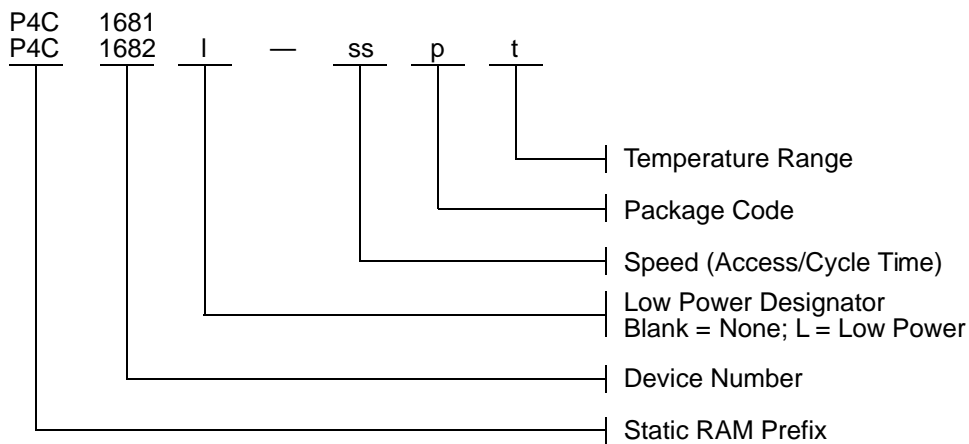 P4C 1681
P4C 1682 l — ss p t
Temperature Range
Package Code
Speed (Access/Cycle Time)
Low Power Designator
Blank = None; L = Low Power
Device Number
Static RAM Prefix